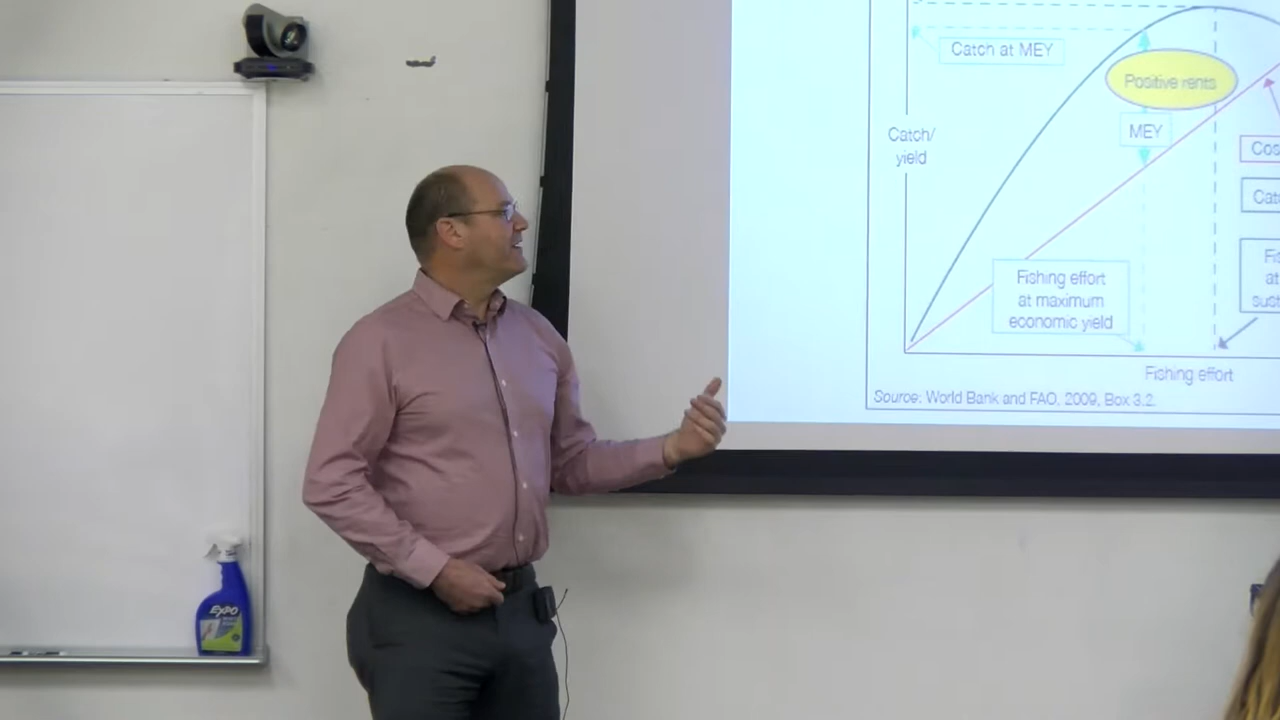 Catch at MEY
Positive rents
MEY
Catch/
yield
Fishing effort
at maximum
economic yield
Fishing effort
Source: World Bank and FAO, 2009, Box 3.2.
EXPO